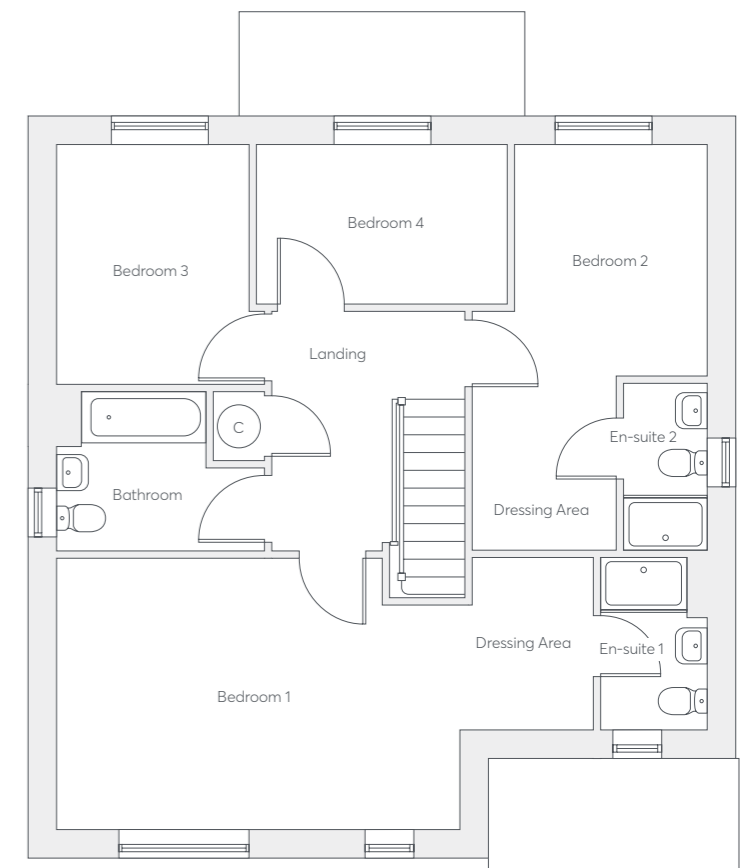 Bedroom 4
Bedroom 2
Bedroom 3
Landing
C
En-suite 2
Bathroom
Dressing Area
Dressing Area
En-suite 1
Bedroom 1